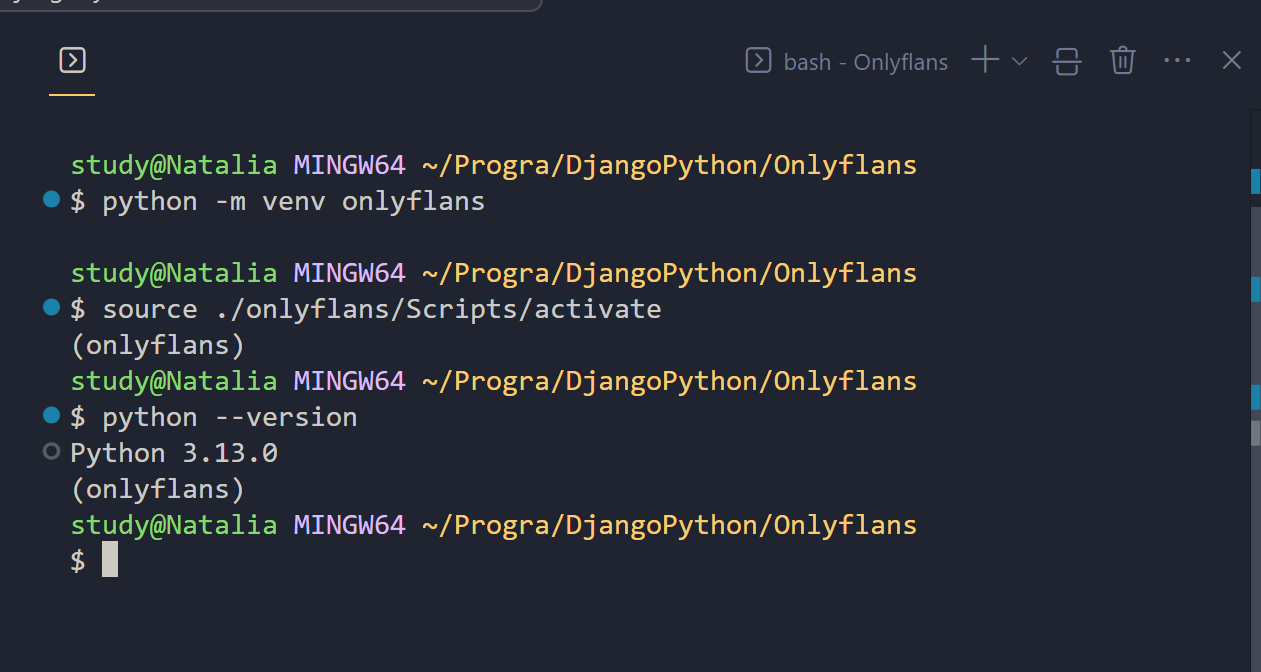 bash - Onlyflans
study@Natalia MINGW64 ~/Progra/DjangoPython/Onlyflans
$ python -m venv onlyflans
study@Natalia MINGW64 ~/Progra/DjangoPython/Onlyflans
$ source ./onlyflans/Scripts/activate
(onlyflans)
study@Natalia MINGW64 ~/Progra/DjangoPython/Onlyflans
$ python --version
Python 3.13.0
(onlyflans)
study@Natalia MINGW64 ~/Progra/DjangoPython/Onlyflans
$